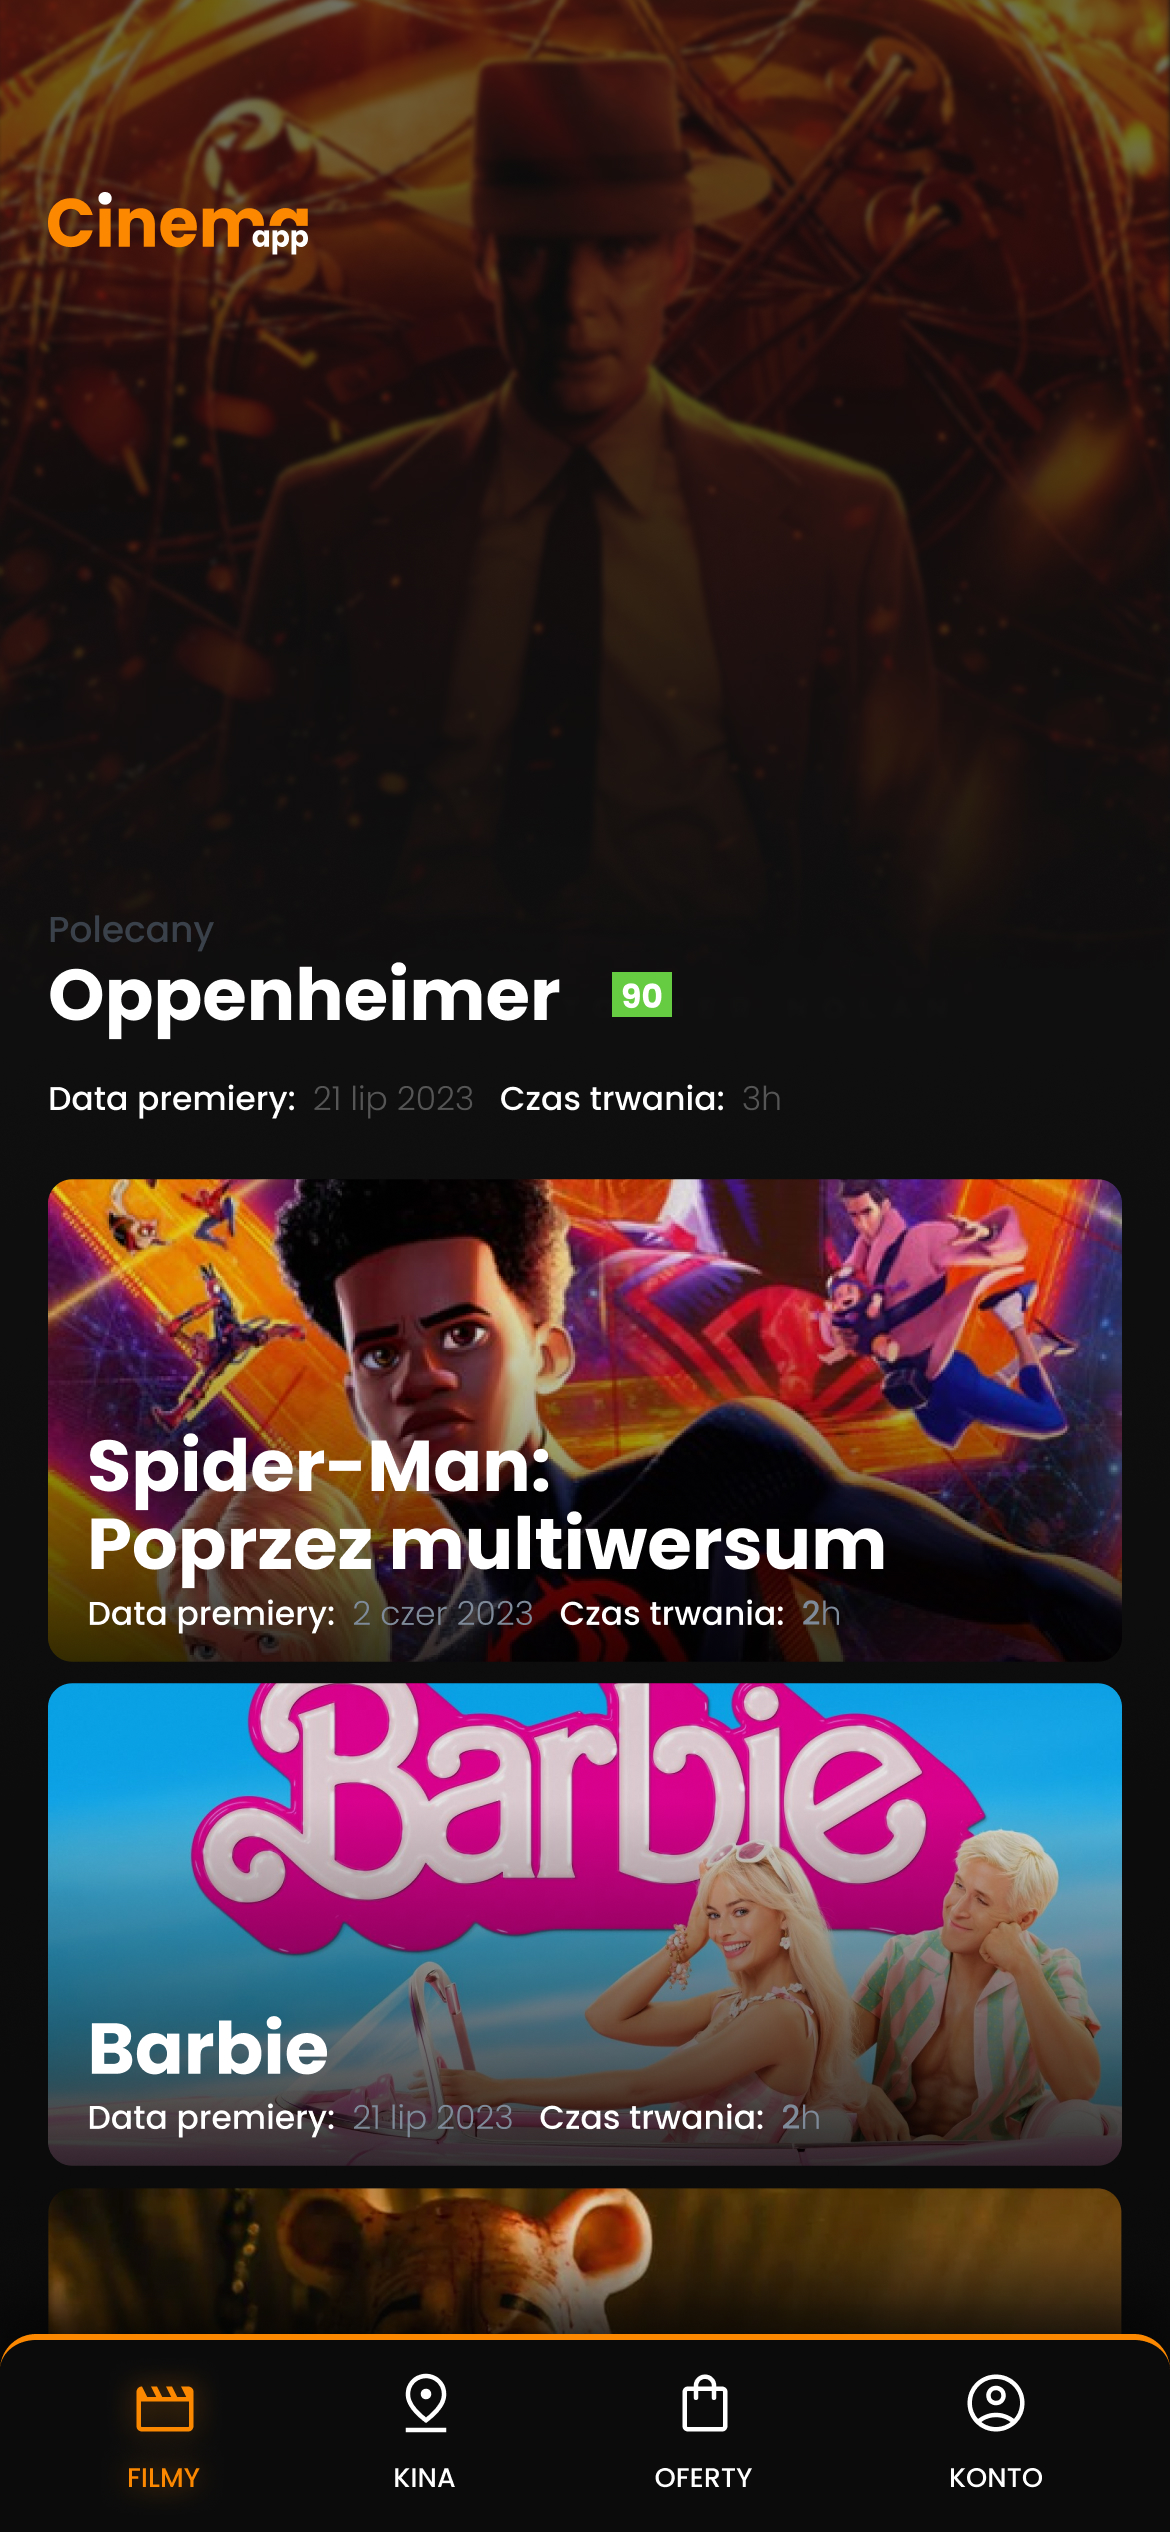 Cinema
app
Polecany
Oppenheimer 90
Data premiery: 21 lip 2023 Czas trwania: 3h
Spider-Man:
Poprzez multiwersum
Data premiery: 2 czer 2023 Czas trwania: 2h
Barbie
Barbie
Data premiery: 21 lip 2023 Czas trwania: 2h
FILMY KINA OFERTY KONTO